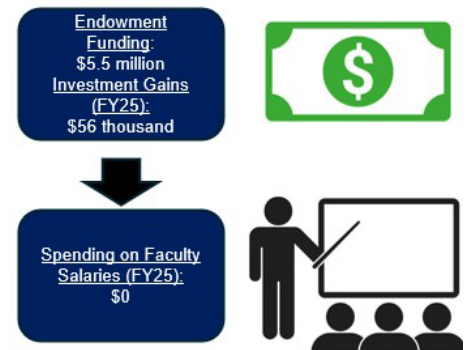 Endowment
Funding:
$5.5 million
Investment Gains
(FY25):
$56 thousand
$
Spending on Faculty
Salaries (FY25):
$0